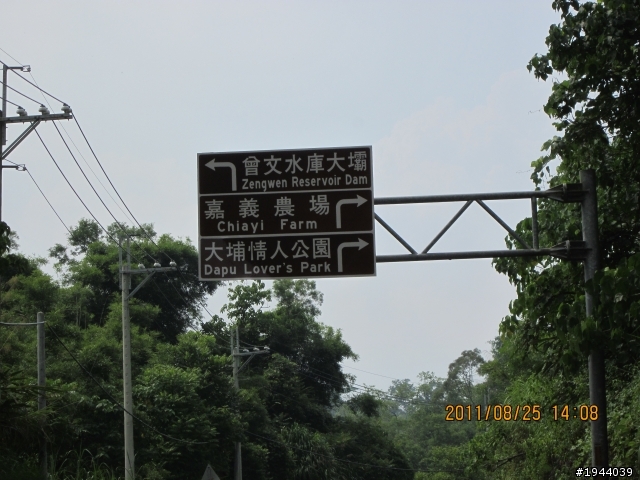 曾文水庫大壩
Zengwen Reservoir Dam
嘉義農場
Chiayi Farm
大埔情人公園
Dapu Lover's Park
2011/08/25 14:08
#1944039